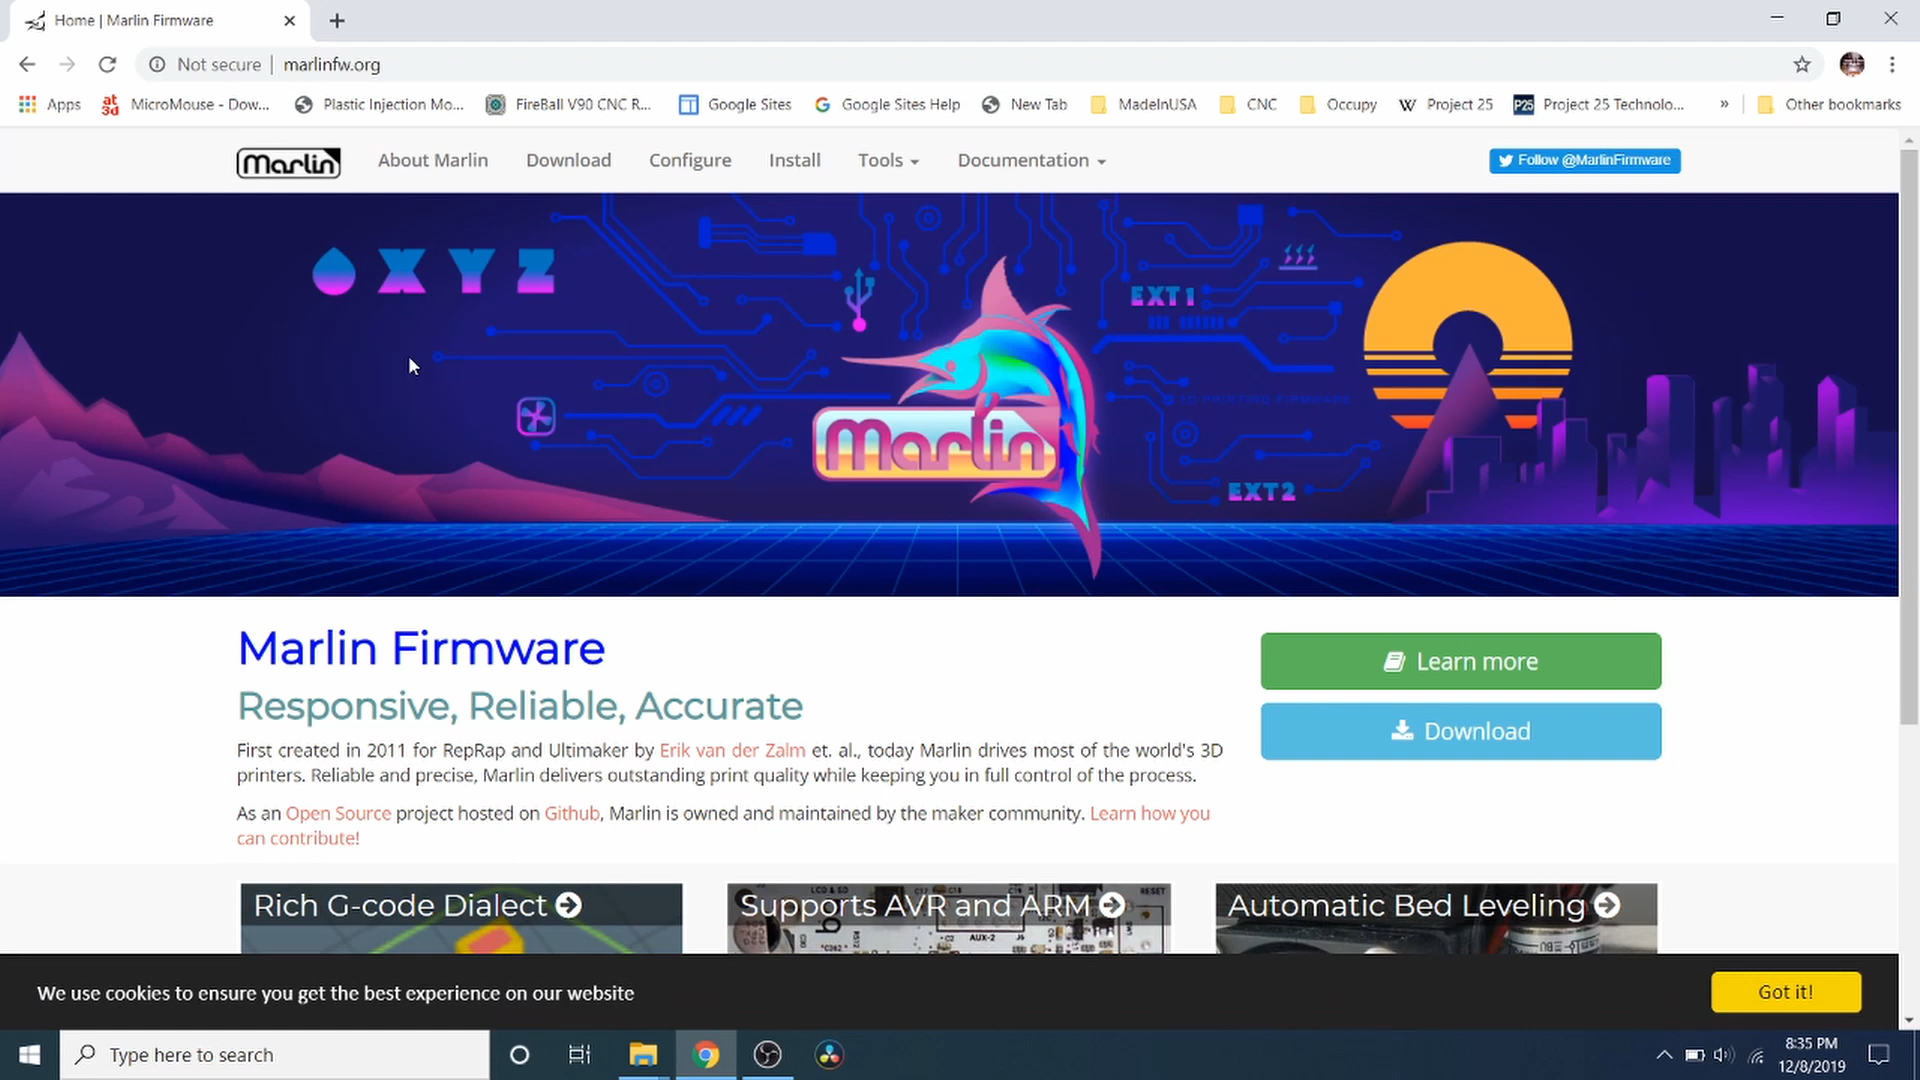 Home | Marlin Firmware
Not secure | marlinfw.org
Apps
MicroMouse - Dow...
Plastic Injection Mo...
FireBall V90 CNC R...
Google Sites
Google Sites Help
New Tab
MadeInUSA
CNC
Occupy
Project 25
Project 25 Technolo...
»
Other bookmarks
Marlin
About Marlin
Download
Configure
Install
Tools
Documentation
Follow @MarlinFirmware
X Y Z
EXT1
3D PRINTING FIRMWARE
Marlin
EXT2
Marlin Firmware
Learn more
Responsive, Reliable, Accurate
Download
First created in 2011 for RepRap and Ultimaker by Erik van der Zalm et. al., today Marlin drives most of the world's 3D
printers. Reliable and precise, Marlin delivers outstanding print quality while keeping you in full control of the process.
As an Open Source project hosted on Github, Marlin is owned and maintained by the maker community. Learn how you
can contribute!
Rich G-code Dialect
Supports AVR and ARM
Automatic Bed Leveling
RESET
AUX-2
We use cookies to ensure you get the best experience on our website
Got it!
Type here to search
8:35 PM
12/8/2019